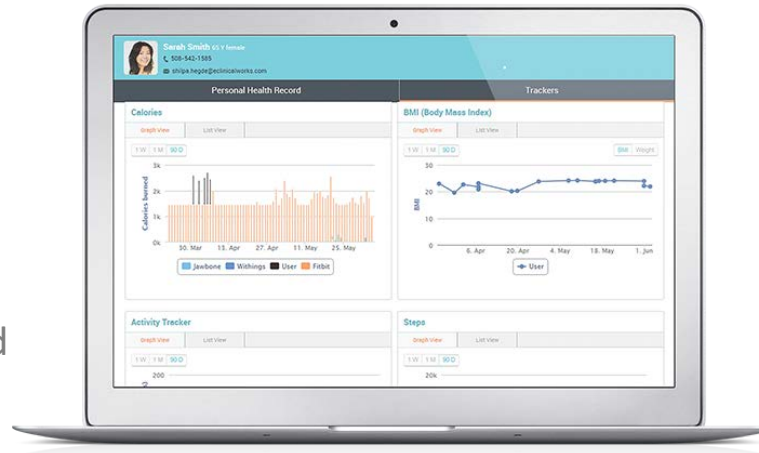 Sarah Smith 65 Y female
508-542-1585
shilpa.hegde@eclinicalworks.com
Personal Health Record
Trackers
Calories
Graph View
List View
1 W 1 M 90 D
3k
2k
1k
0k
Calories burned
30. Mar 13. Apr 27. Apr 11. May 25. May
Jawbone Withings User Fitbit
BMI (Body Mass Index)
Graph View
List View
1 W 1 M 90 D
BMI Weight
30
20
10
0
BMI
6. Apr 20. Apr 4. May 18. May 1. Jun
User
Activity Tracker
Graph View
List View
1 W 1 M 90 D
200
Steps
Graph View
List View
1 W 1 M 90 D
20k